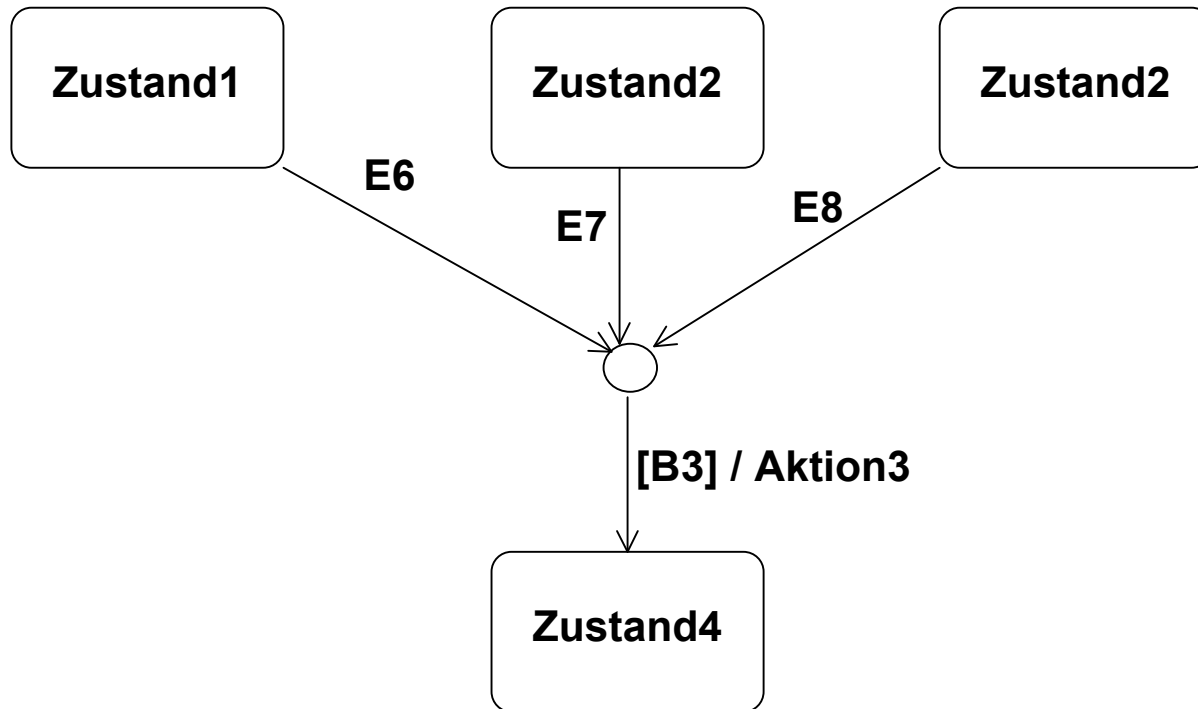 Zustand1
Zustand2
Zustand2
E6
E7
E8
[B3] / Aktion3
Zustand4